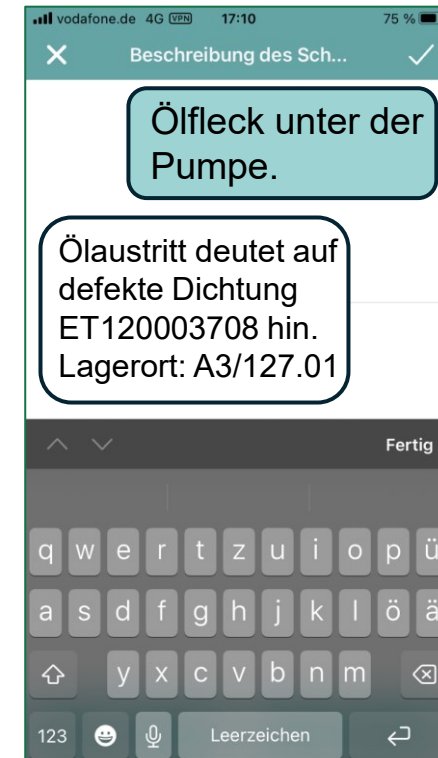 vodafone.de 4G VPN 17:10 75 %
Beschreibung des Sch...
Ölfleck unter der
Pumpe.
Ölaustritt deutet auf
defekte Dichtung
ET120003708 hin.
Lagerort: A3/127.01
Fertig
q w e r t z u i o p ü
a s d f g h j k l ö ä
y x c v b n m
123 Leerzeichen